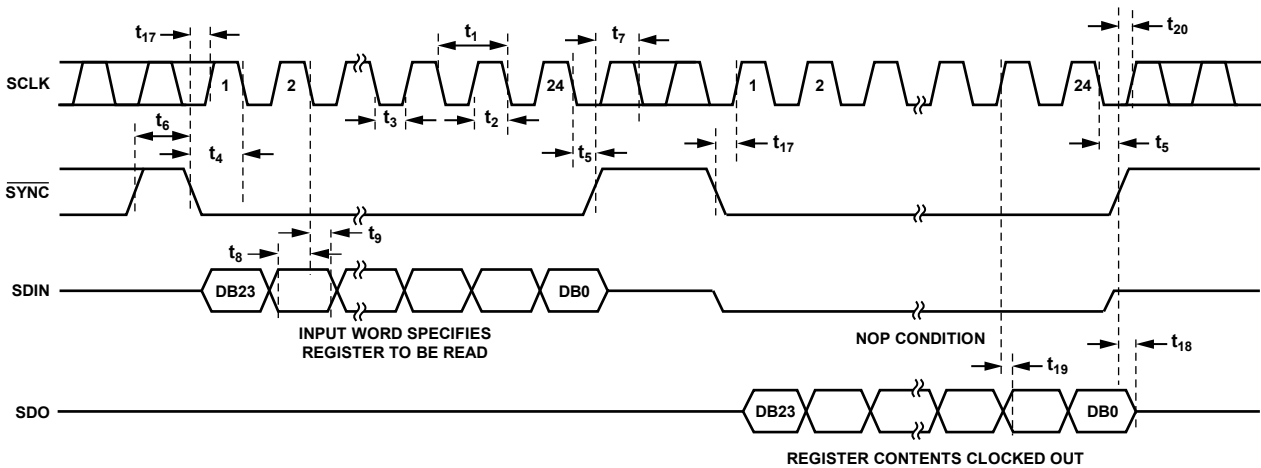 t17
t1
t7
t20
SCLK
1
2
24
1
2
24
t3
t2
t6
t4
t5
t17
t5
SYNC
t9
t8
SDIN
DB23
DB0
INPUT WORD SPECIFIES
REGISTER TO BE READ
NOP CONDITION
t18
t19
SDO
DB23
DB0
REGISTER CONTENTS CLOCKED OUT